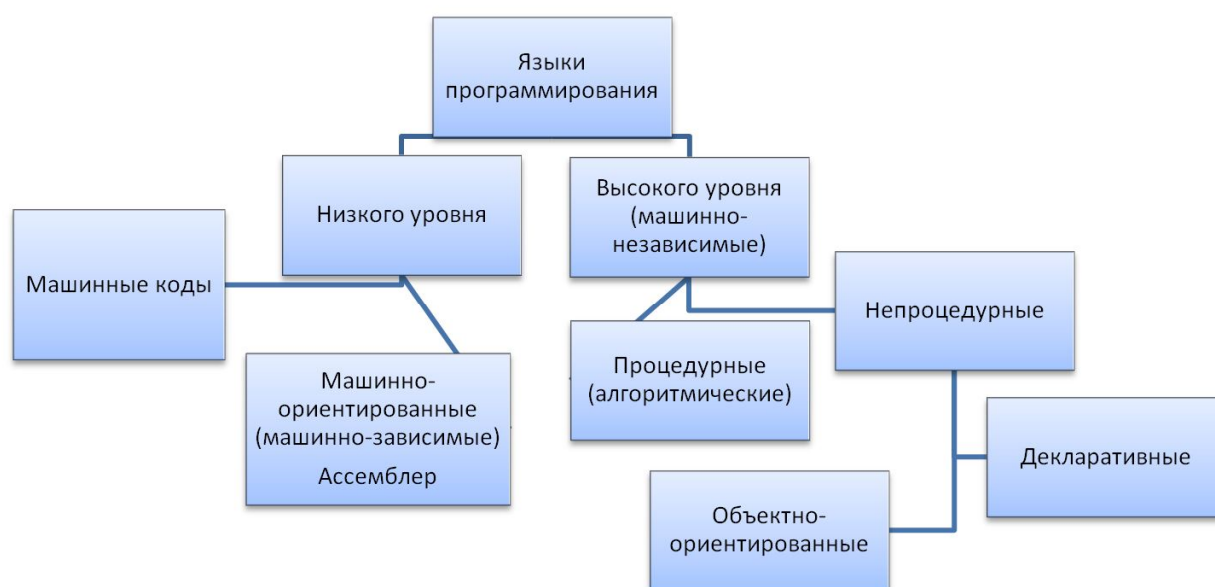 Языки
программирования
Низкого уровня
Высокого уровня
(машинно-
независимые)
Машинные коды
Непроцедурные
Машинно-
ориентированные
(машинно-зависимые)
Ассемблер
Процедурные
(алгоритмические)
Декларативные
Объектно-
ориентированные